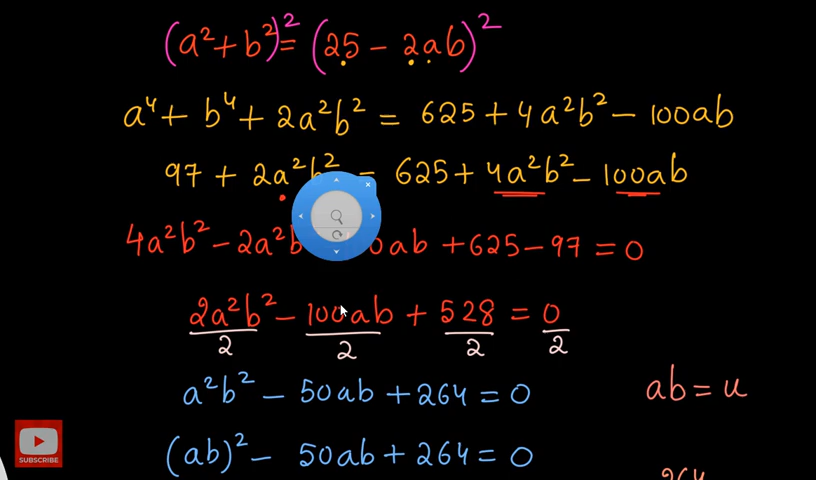 (a²+b²)² = (25 − 2ab)²
a⁴ + b⁴ + 2a²b² = 625 + 4a²b² − 100ab
97 + 2a²b² = 625 + 4a²b² − 100ab
4a²b² − 2a²b 0ab + 625 − 97 = 0
2a²b²/2 − 100ab/2 + 528/2 = 0/2
a²b² − 50ab + 264 = 0
ab = u
(ab)² − 50ab + 264 = 0
264
SUBSCRIBE